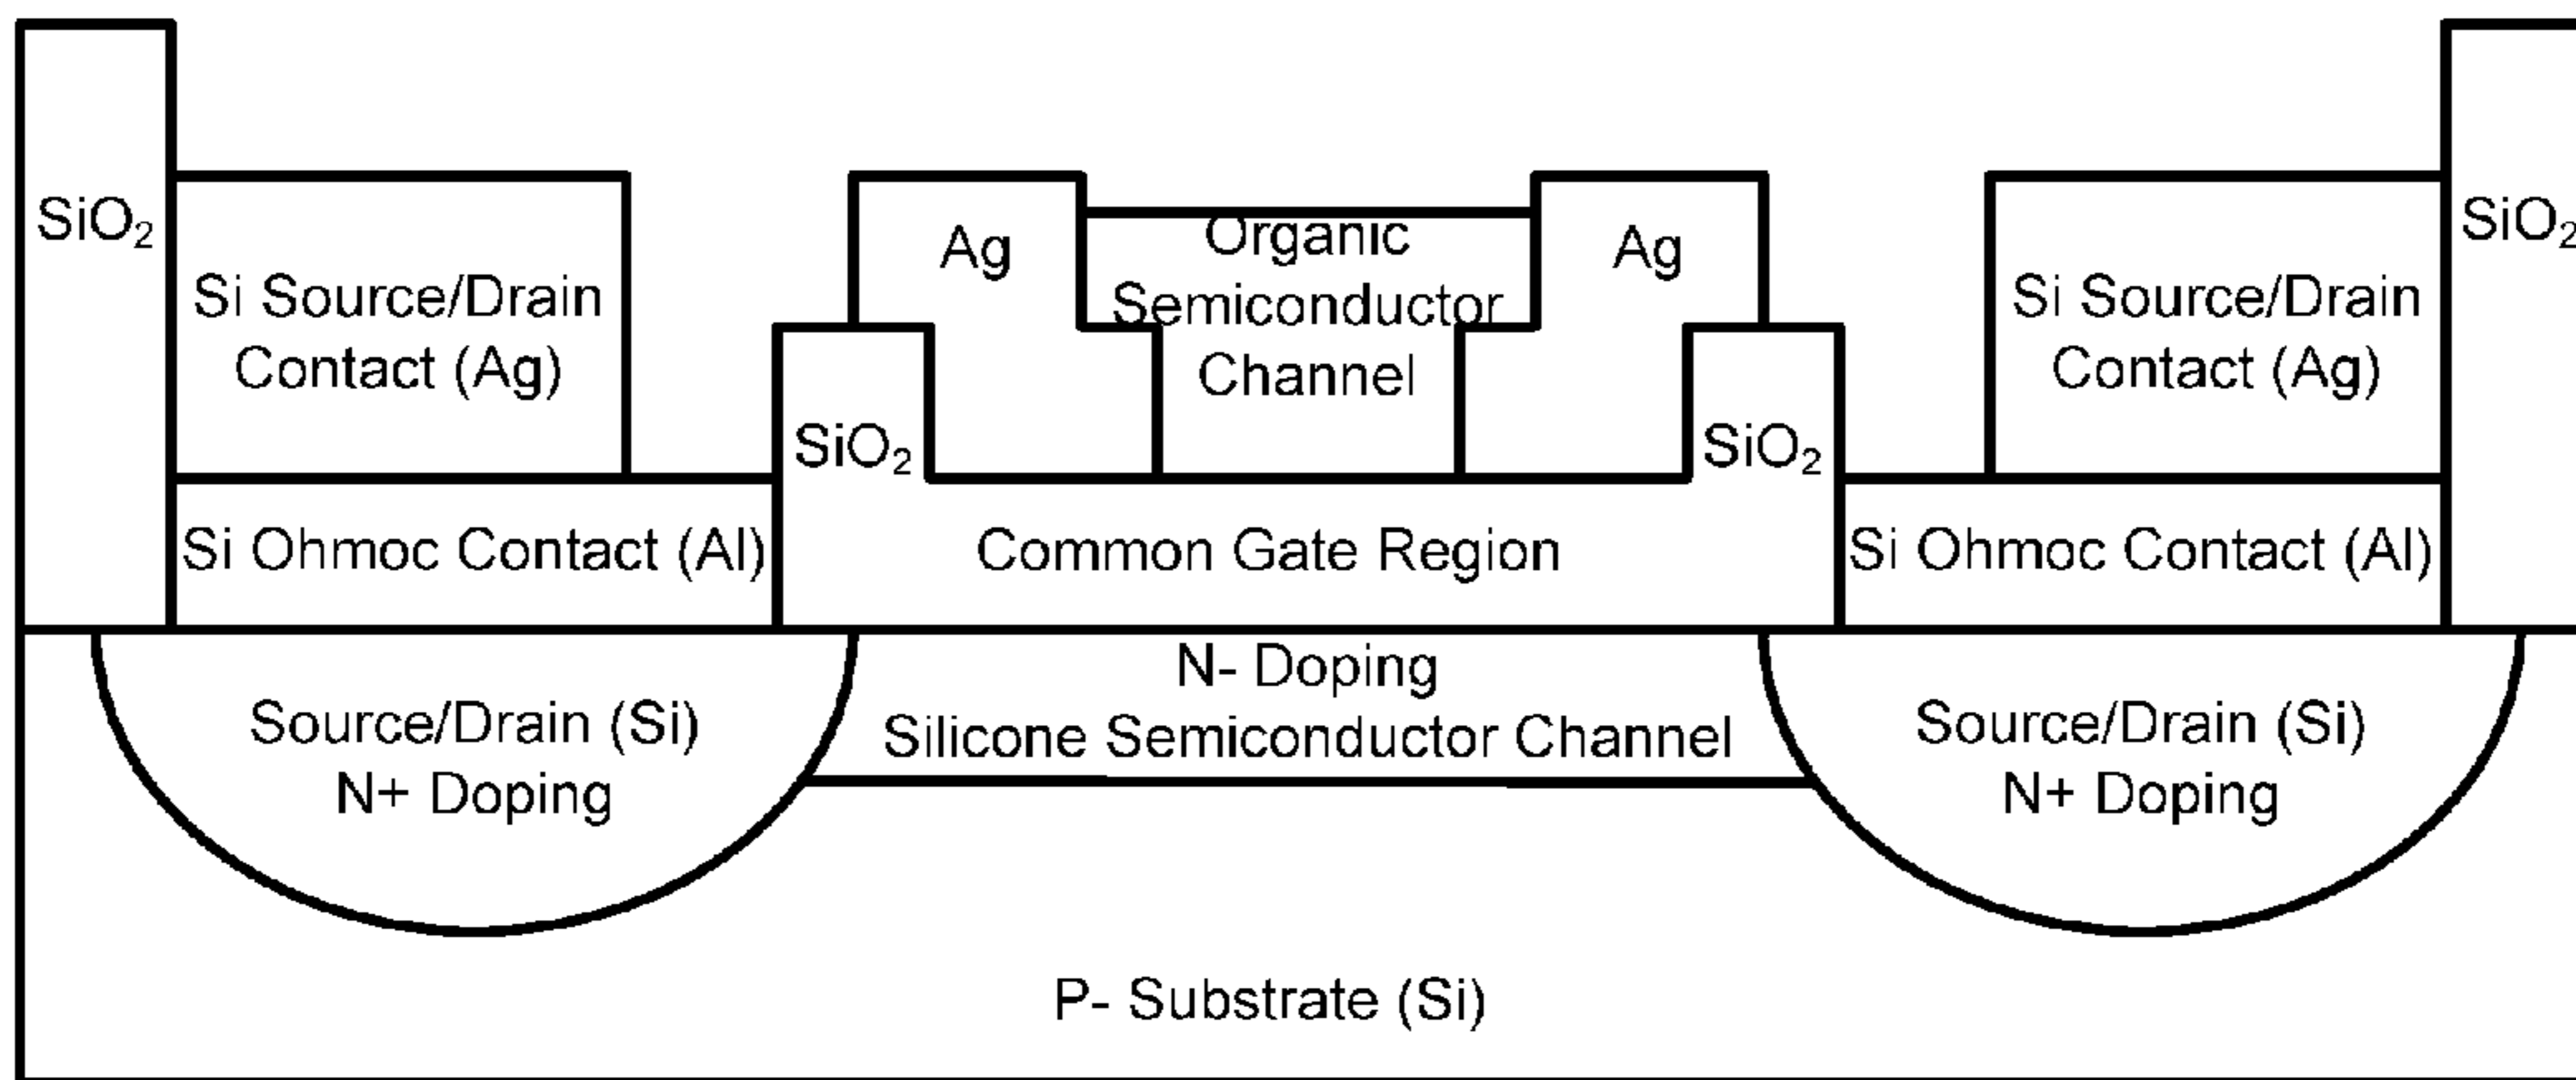 SiO₂
Si Source/Drain
Contact (Ag)
Ag
Organic
Semiconductor
Channel
Ag
Si Source/Drain
Contact (Ag)
SiO₂
SiO₂
SiO₂
Si Ohmoc Contact (Al)
Common Gate Region
Si Ohmoc Contact (Al)
Source/Drain (Si)
N+ Doping
N- Doping
Silicone Semiconductor Channel
Source/Drain (Si)
N+ Doping
P- Substrate (Si)